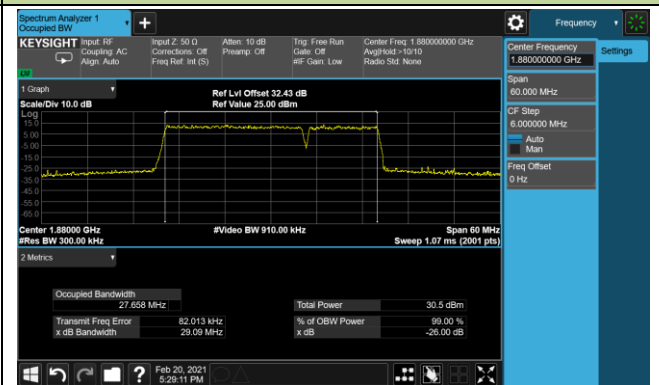 Spectrum Analyzer 1
Occupied BW
+
Frequency
KEYSIGHT
Input: RF
Coupling: AC
Align: Auto
Input Z: 50 Ω
Corrections: Off
Freq Ref: Int (S)
Atten: 10 dB
Preamp: Off
Trig: Free Run
Gate: Off
#IF Gain: Low
Center Freq: 1.880000000 GHz
Avg|Hold:>10/10
Radio Std: None
Center Frequency
1.880000000 GHz
Settings
Span
60.000 MHz
CF Step
6.000000 MHz
Auto
Man
Freq Offset
0 Hz
1 Graph
Scale/Div 10.0 dB
Ref Lvl Offset 32.43 dB
Ref Value 25.00 dBm
Log
15.0
5.00
-5.00
-15.0
-25.0
-35.0
-45.0
-55.0
-65.0
Center 1.88000 GHz
#Res BW 300.00 kHz
#Video BW 910.00 kHz
Span 60 MHz
Sweep 1.07 ms (2001 pts)
2 Metrics
Occupied Bandwidth
27.658 MHz
Total Power 30.5 dBm
Transmit Freq Error 82.013 kHz
% of OBW Power 99.00 %
x dB Bandwidth 29.09 MHz
x dB -26.00 dB
?
Feb 20, 2021
5:29:11 PM